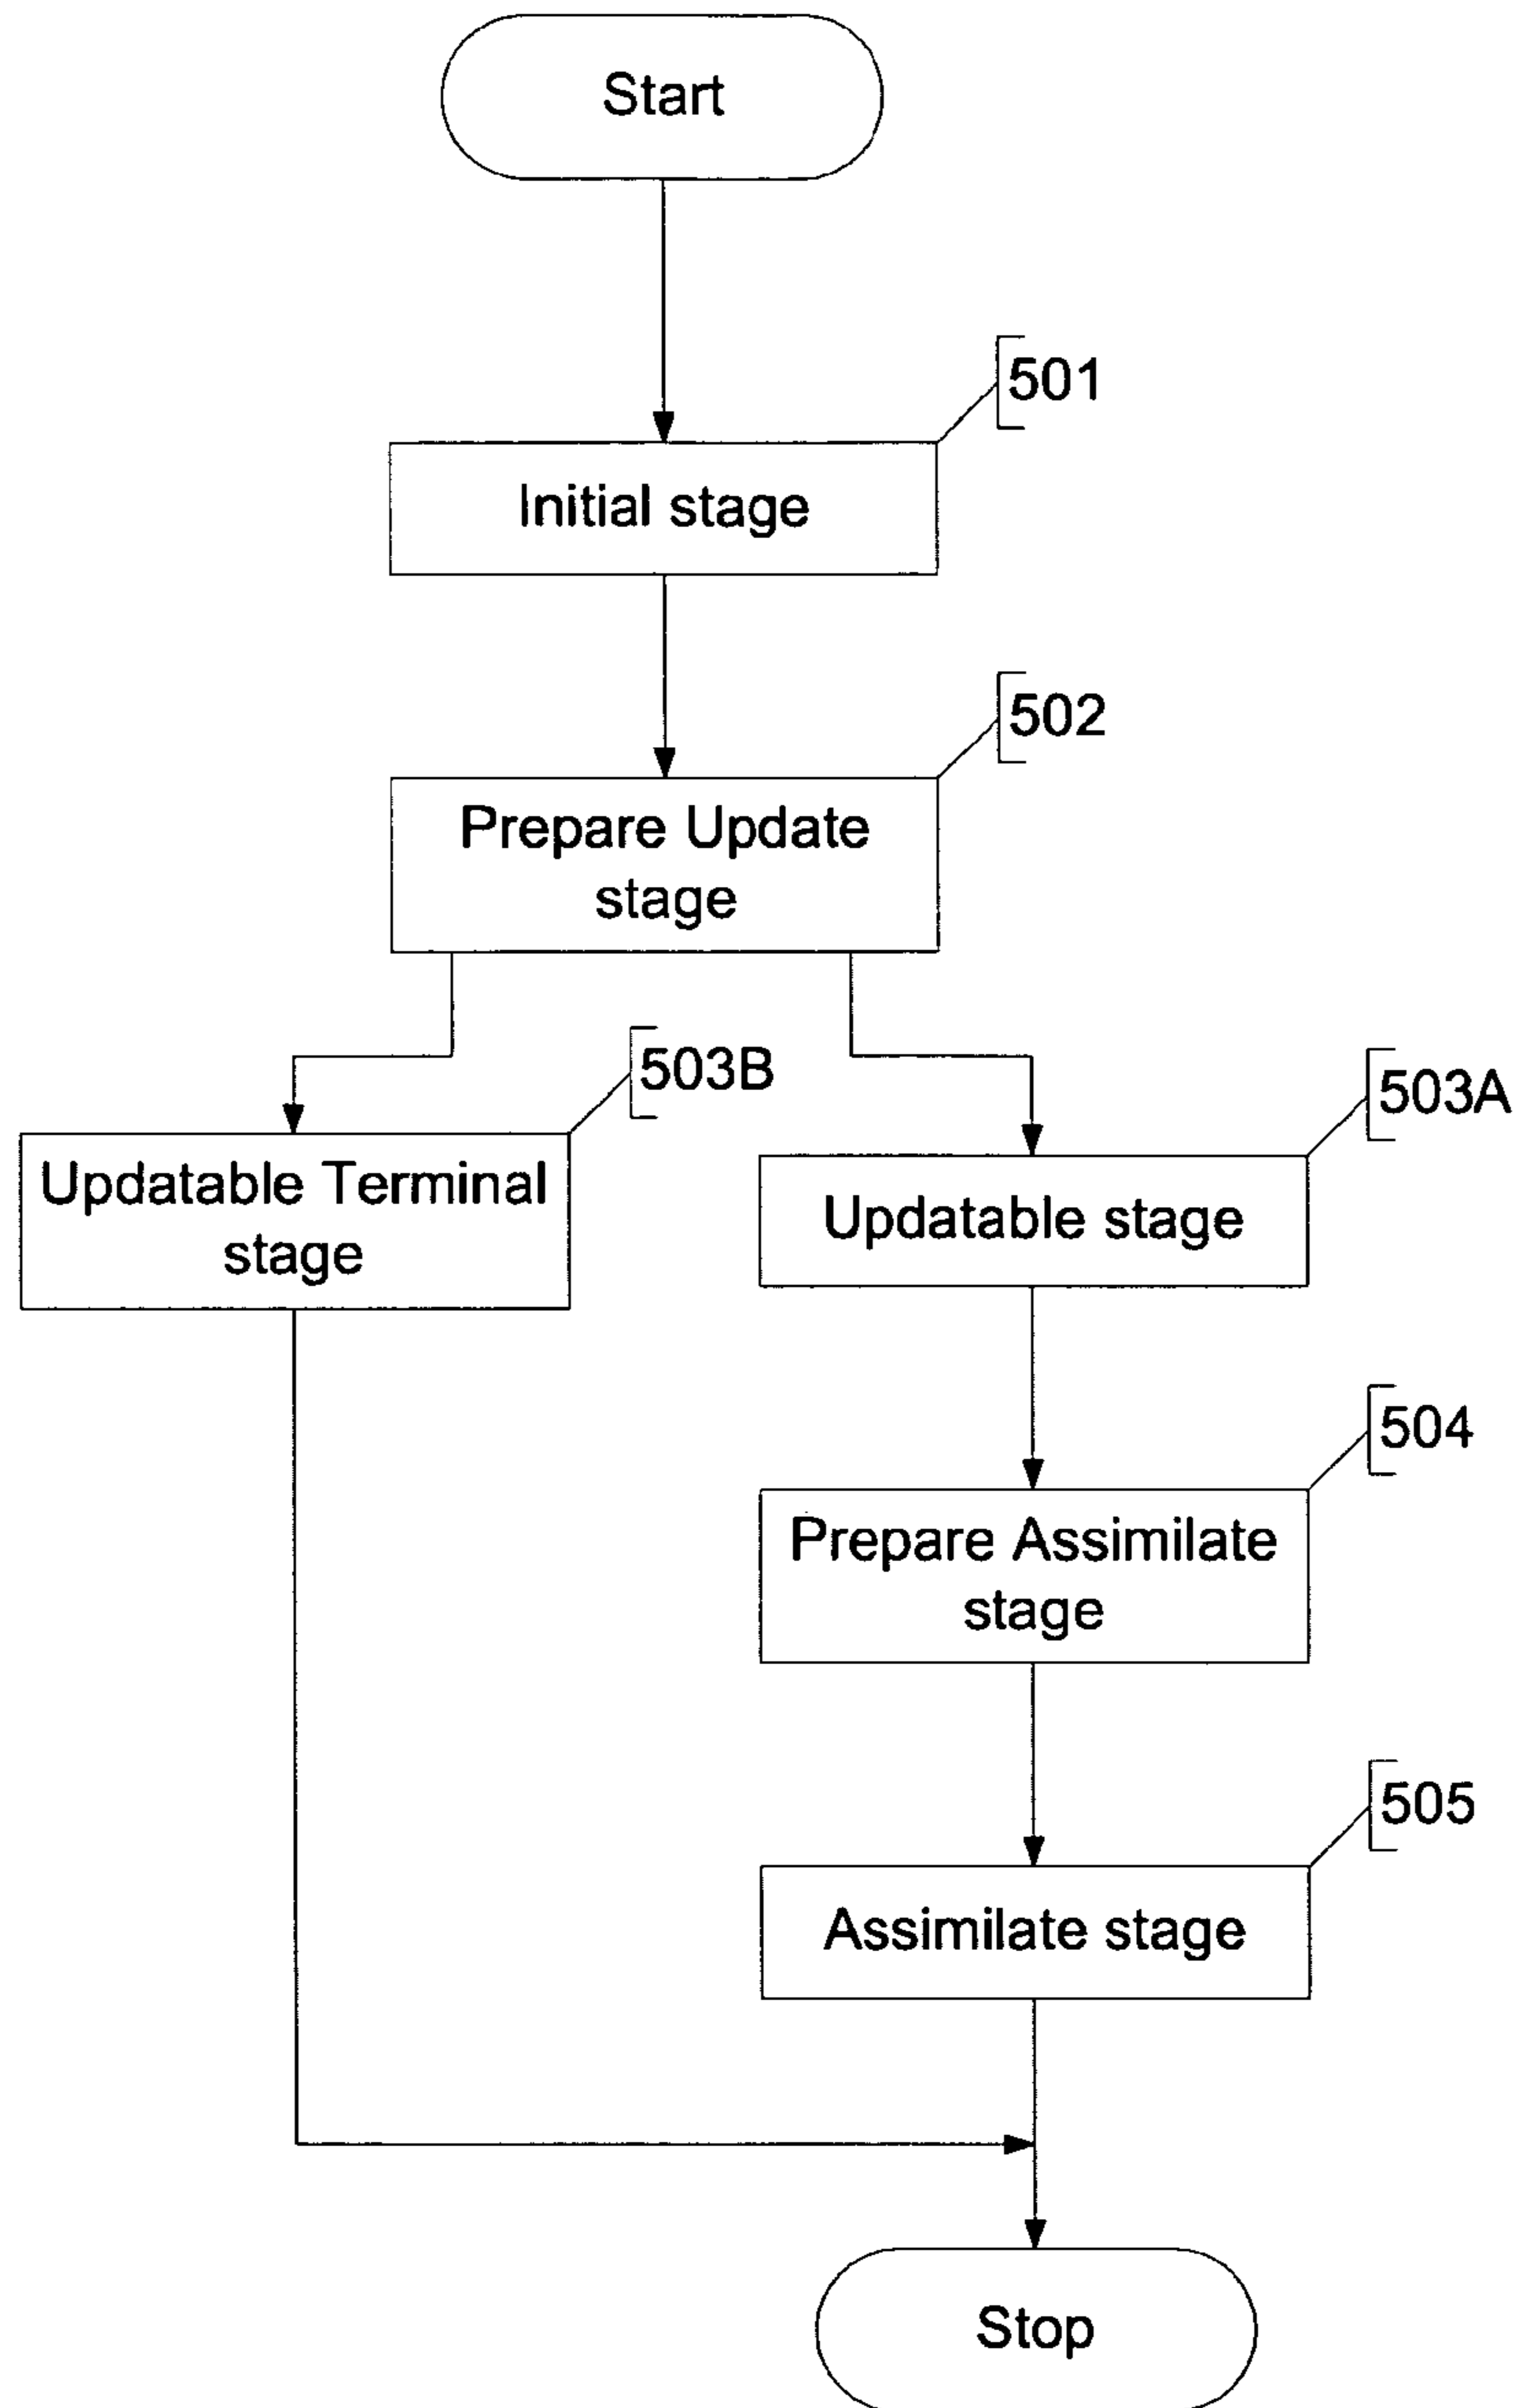 Start
501
Initial stage
502
Prepare Update
stage
503B
503A
Updatable Terminal
stage
Updatable stage
504
Prepare Assimilate
stage
505
Assimilate stage
Stop